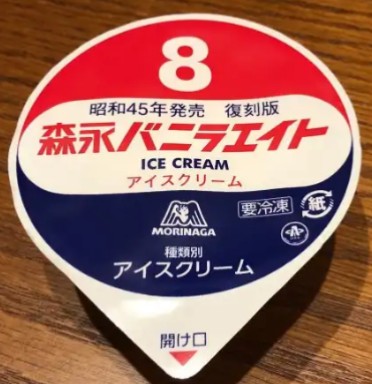 8
昭和45年発売 復刻版
森永バニラエイト
ICE CREAM
アイスクリーム
MORINAGA
要冷凍 紙
種類別
アイスクリーム
開け口